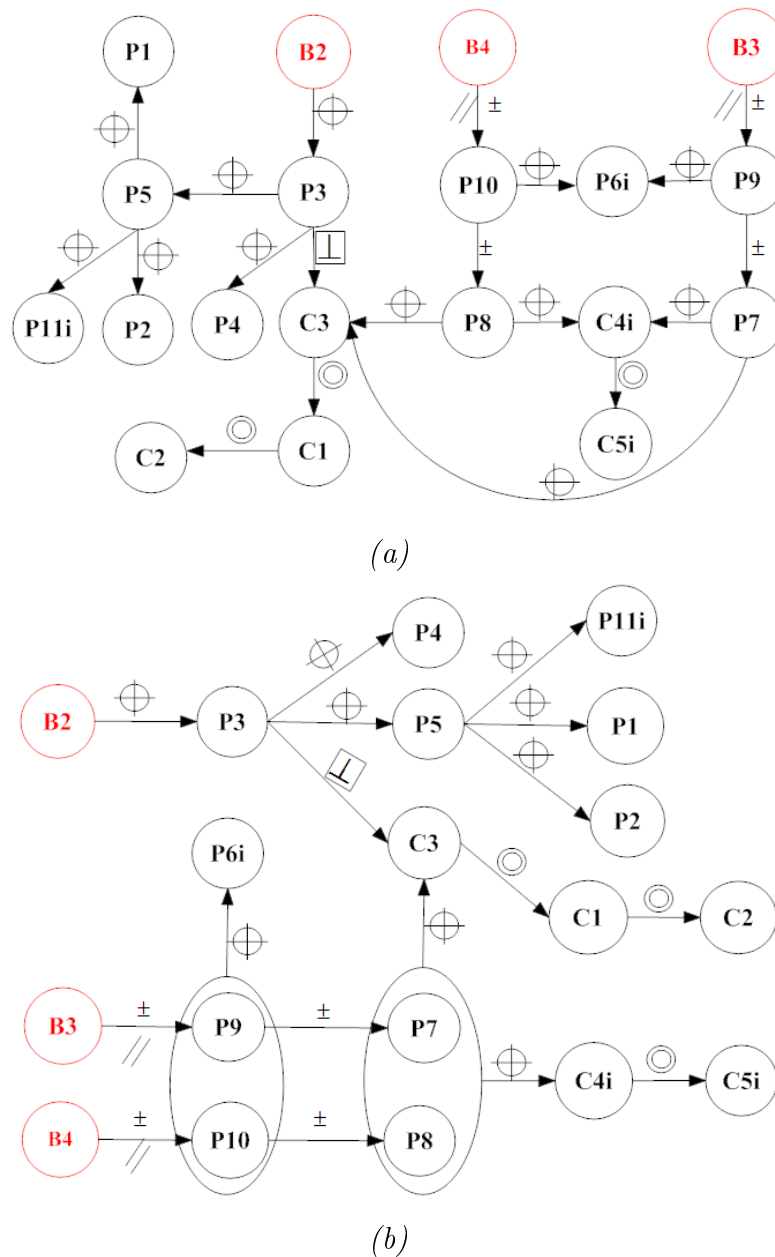 P1 B2 B4 B3
± ±
P5 P3 P10 P6i P9
⊥ ± ±
P11i P2 P4 C3 P8 C4i P7
C2 C1 C5i
(a)
P4 P11i
B2 P3 P5 P1
⊥
P6i C3 P2
C1 C2
B3 ± P9 ± P7
C4i C5i
B4 ± P10 ± P8
(b)